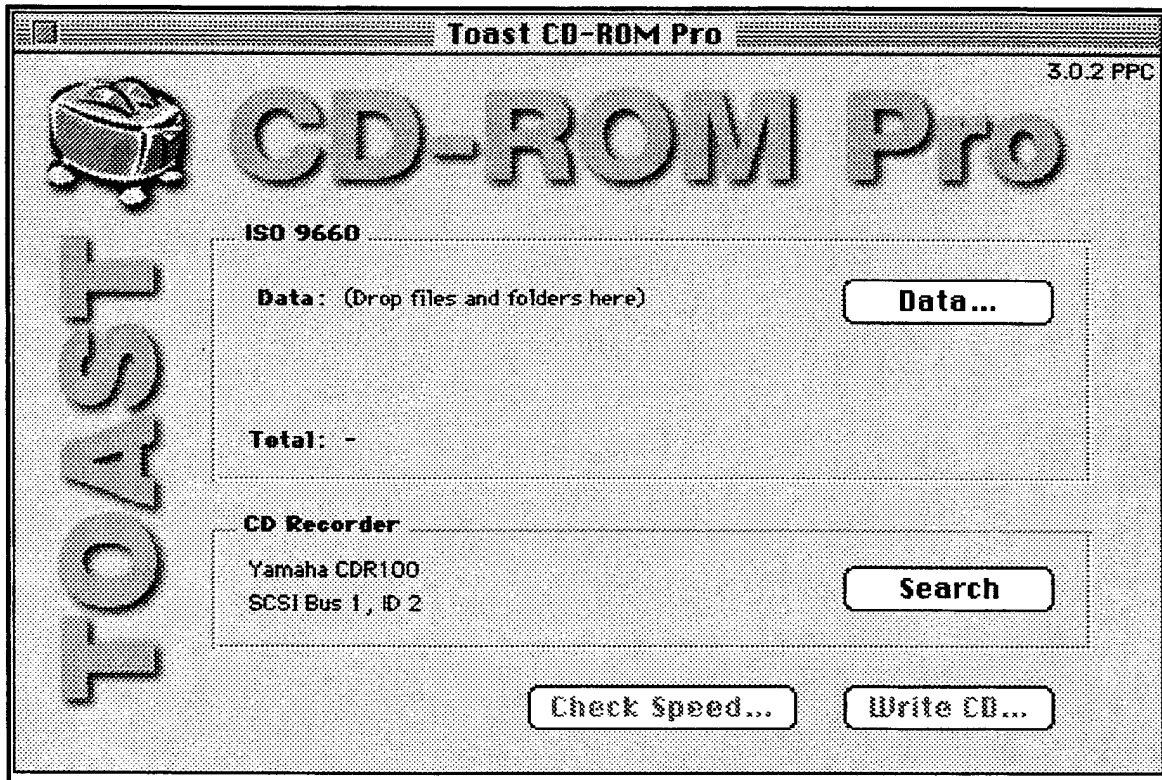 Toast CD-ROM Pro
3.0.2 PPC
CD-ROM Pro
TOAST
ISO 9660
Data: (Drop files and folders here)
Data...
Total: -
CD Recorder
Yamaha CDR100
SCSI Bus 1, ID 2
Search
Check Speed...
Write CD...